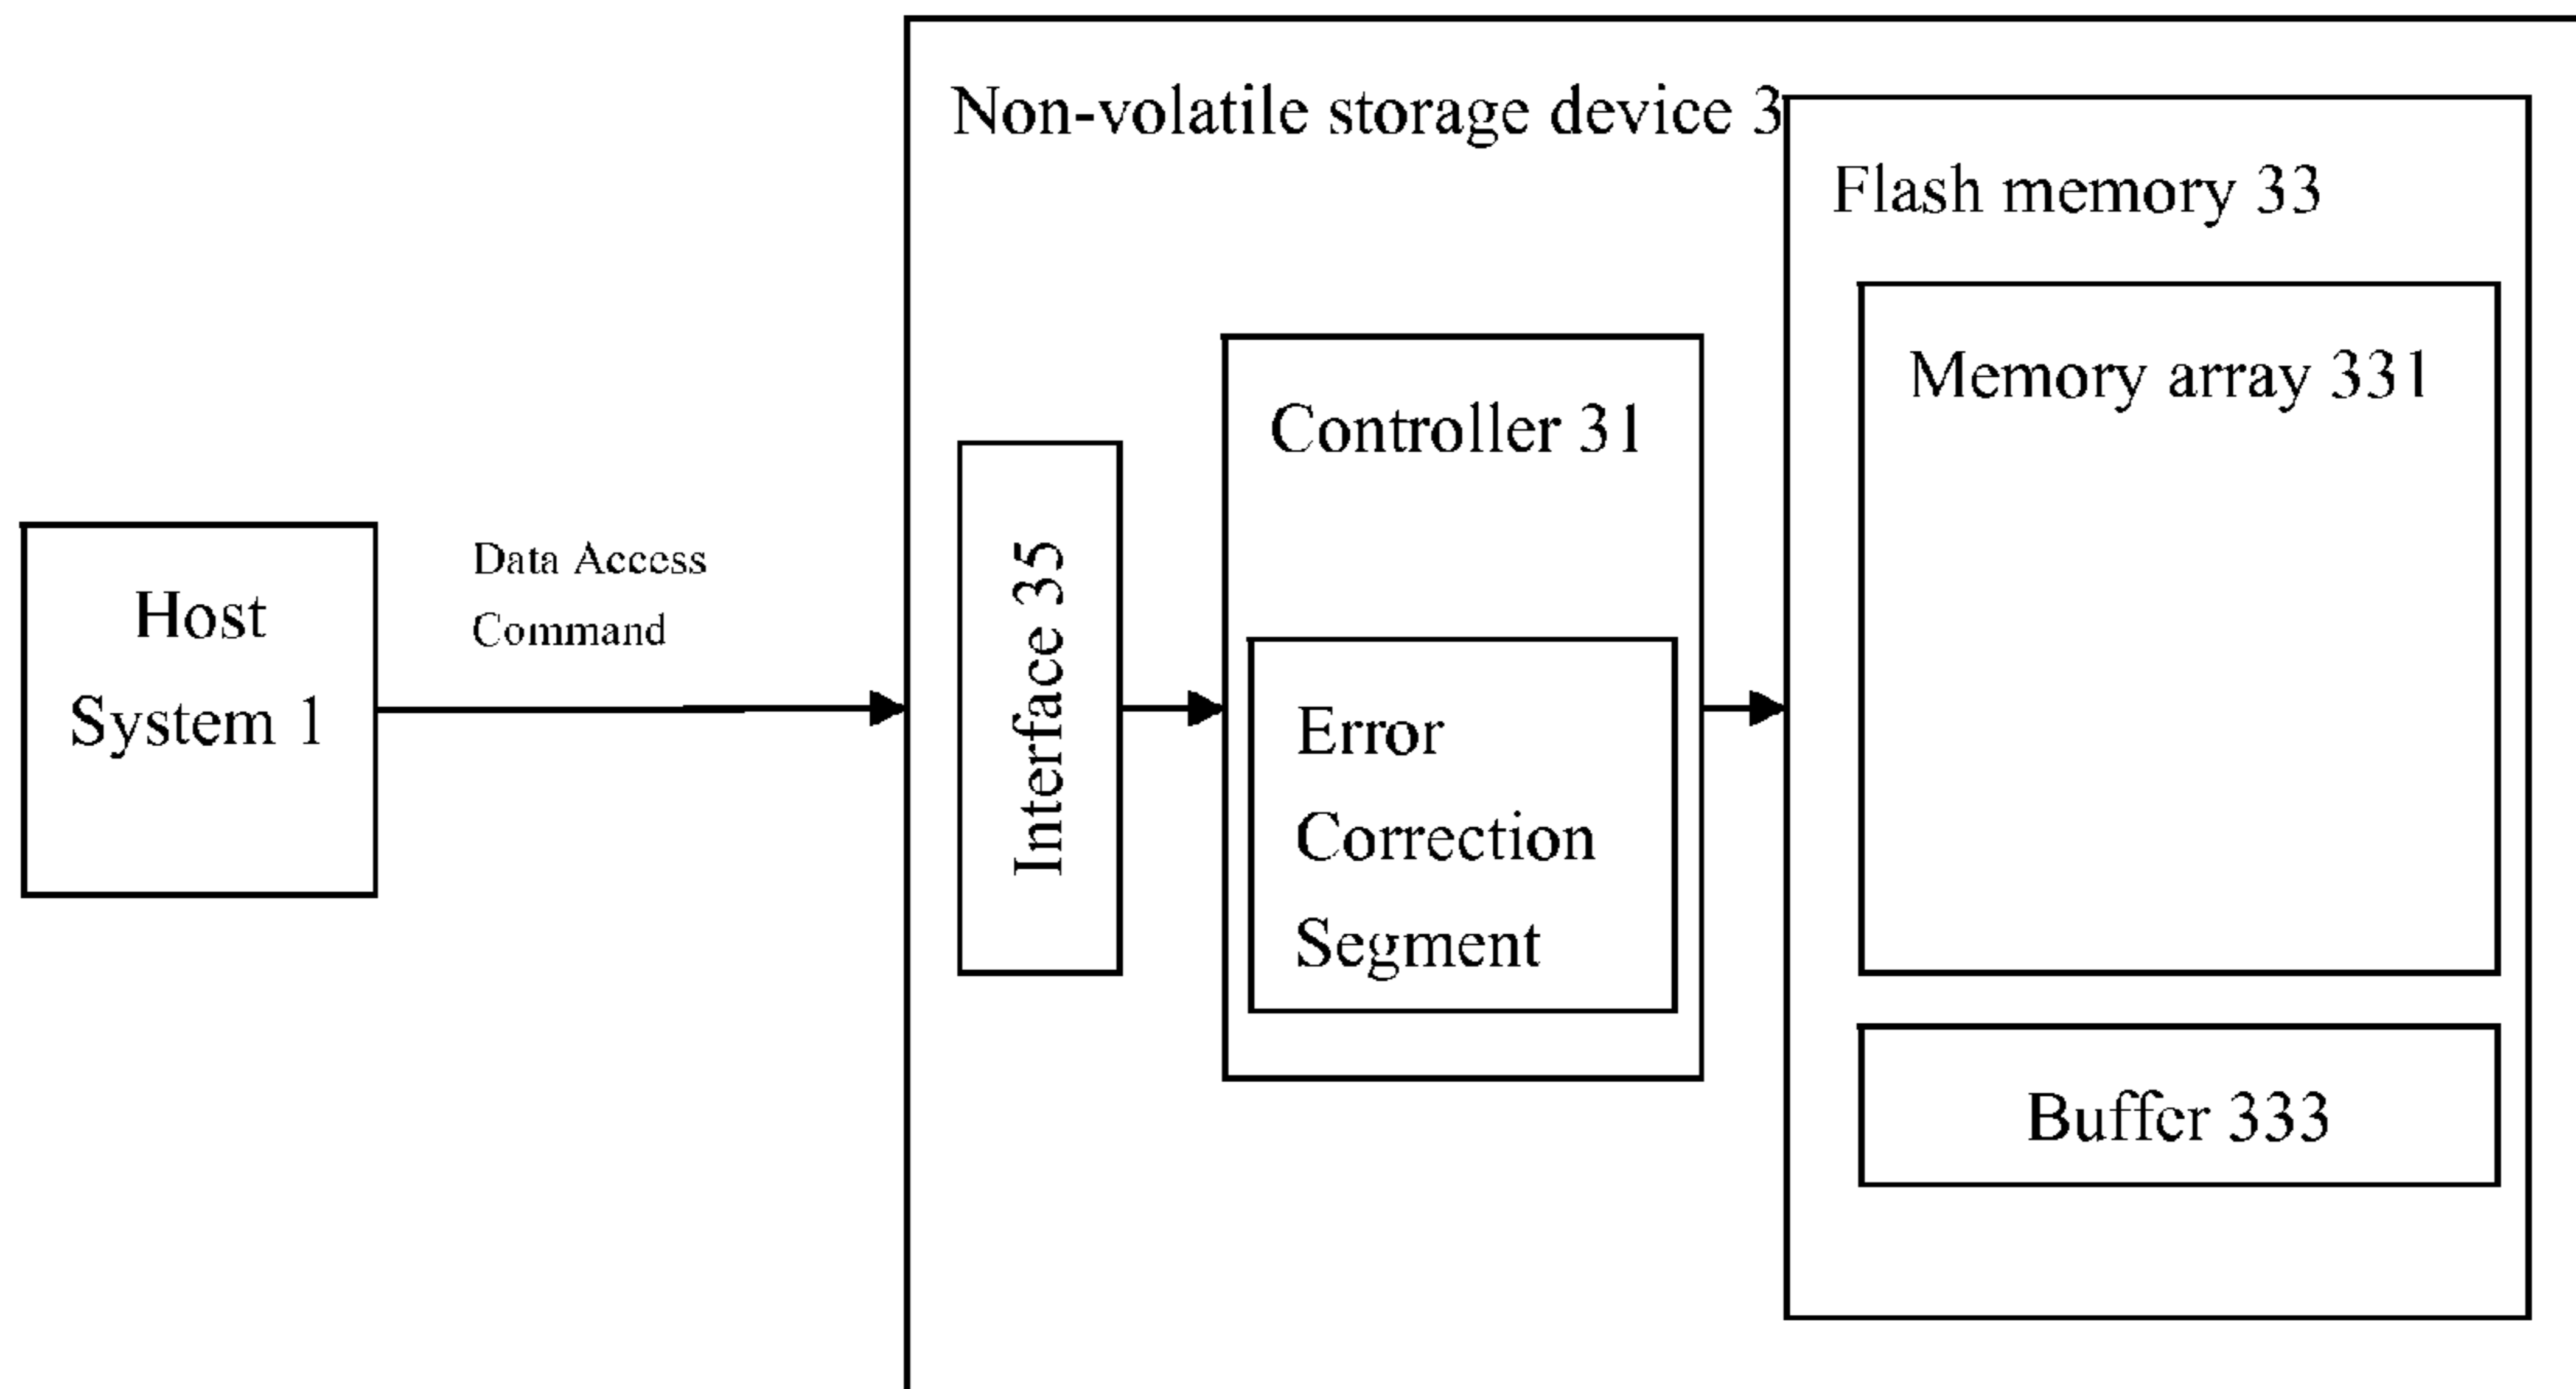 Non-volatile storage device 3
Flash memory 33
Memory array 331
Controller 31
Interface 35
Data Access
Command
Host
System 1
Error
Correction
Segment
Buffer 333